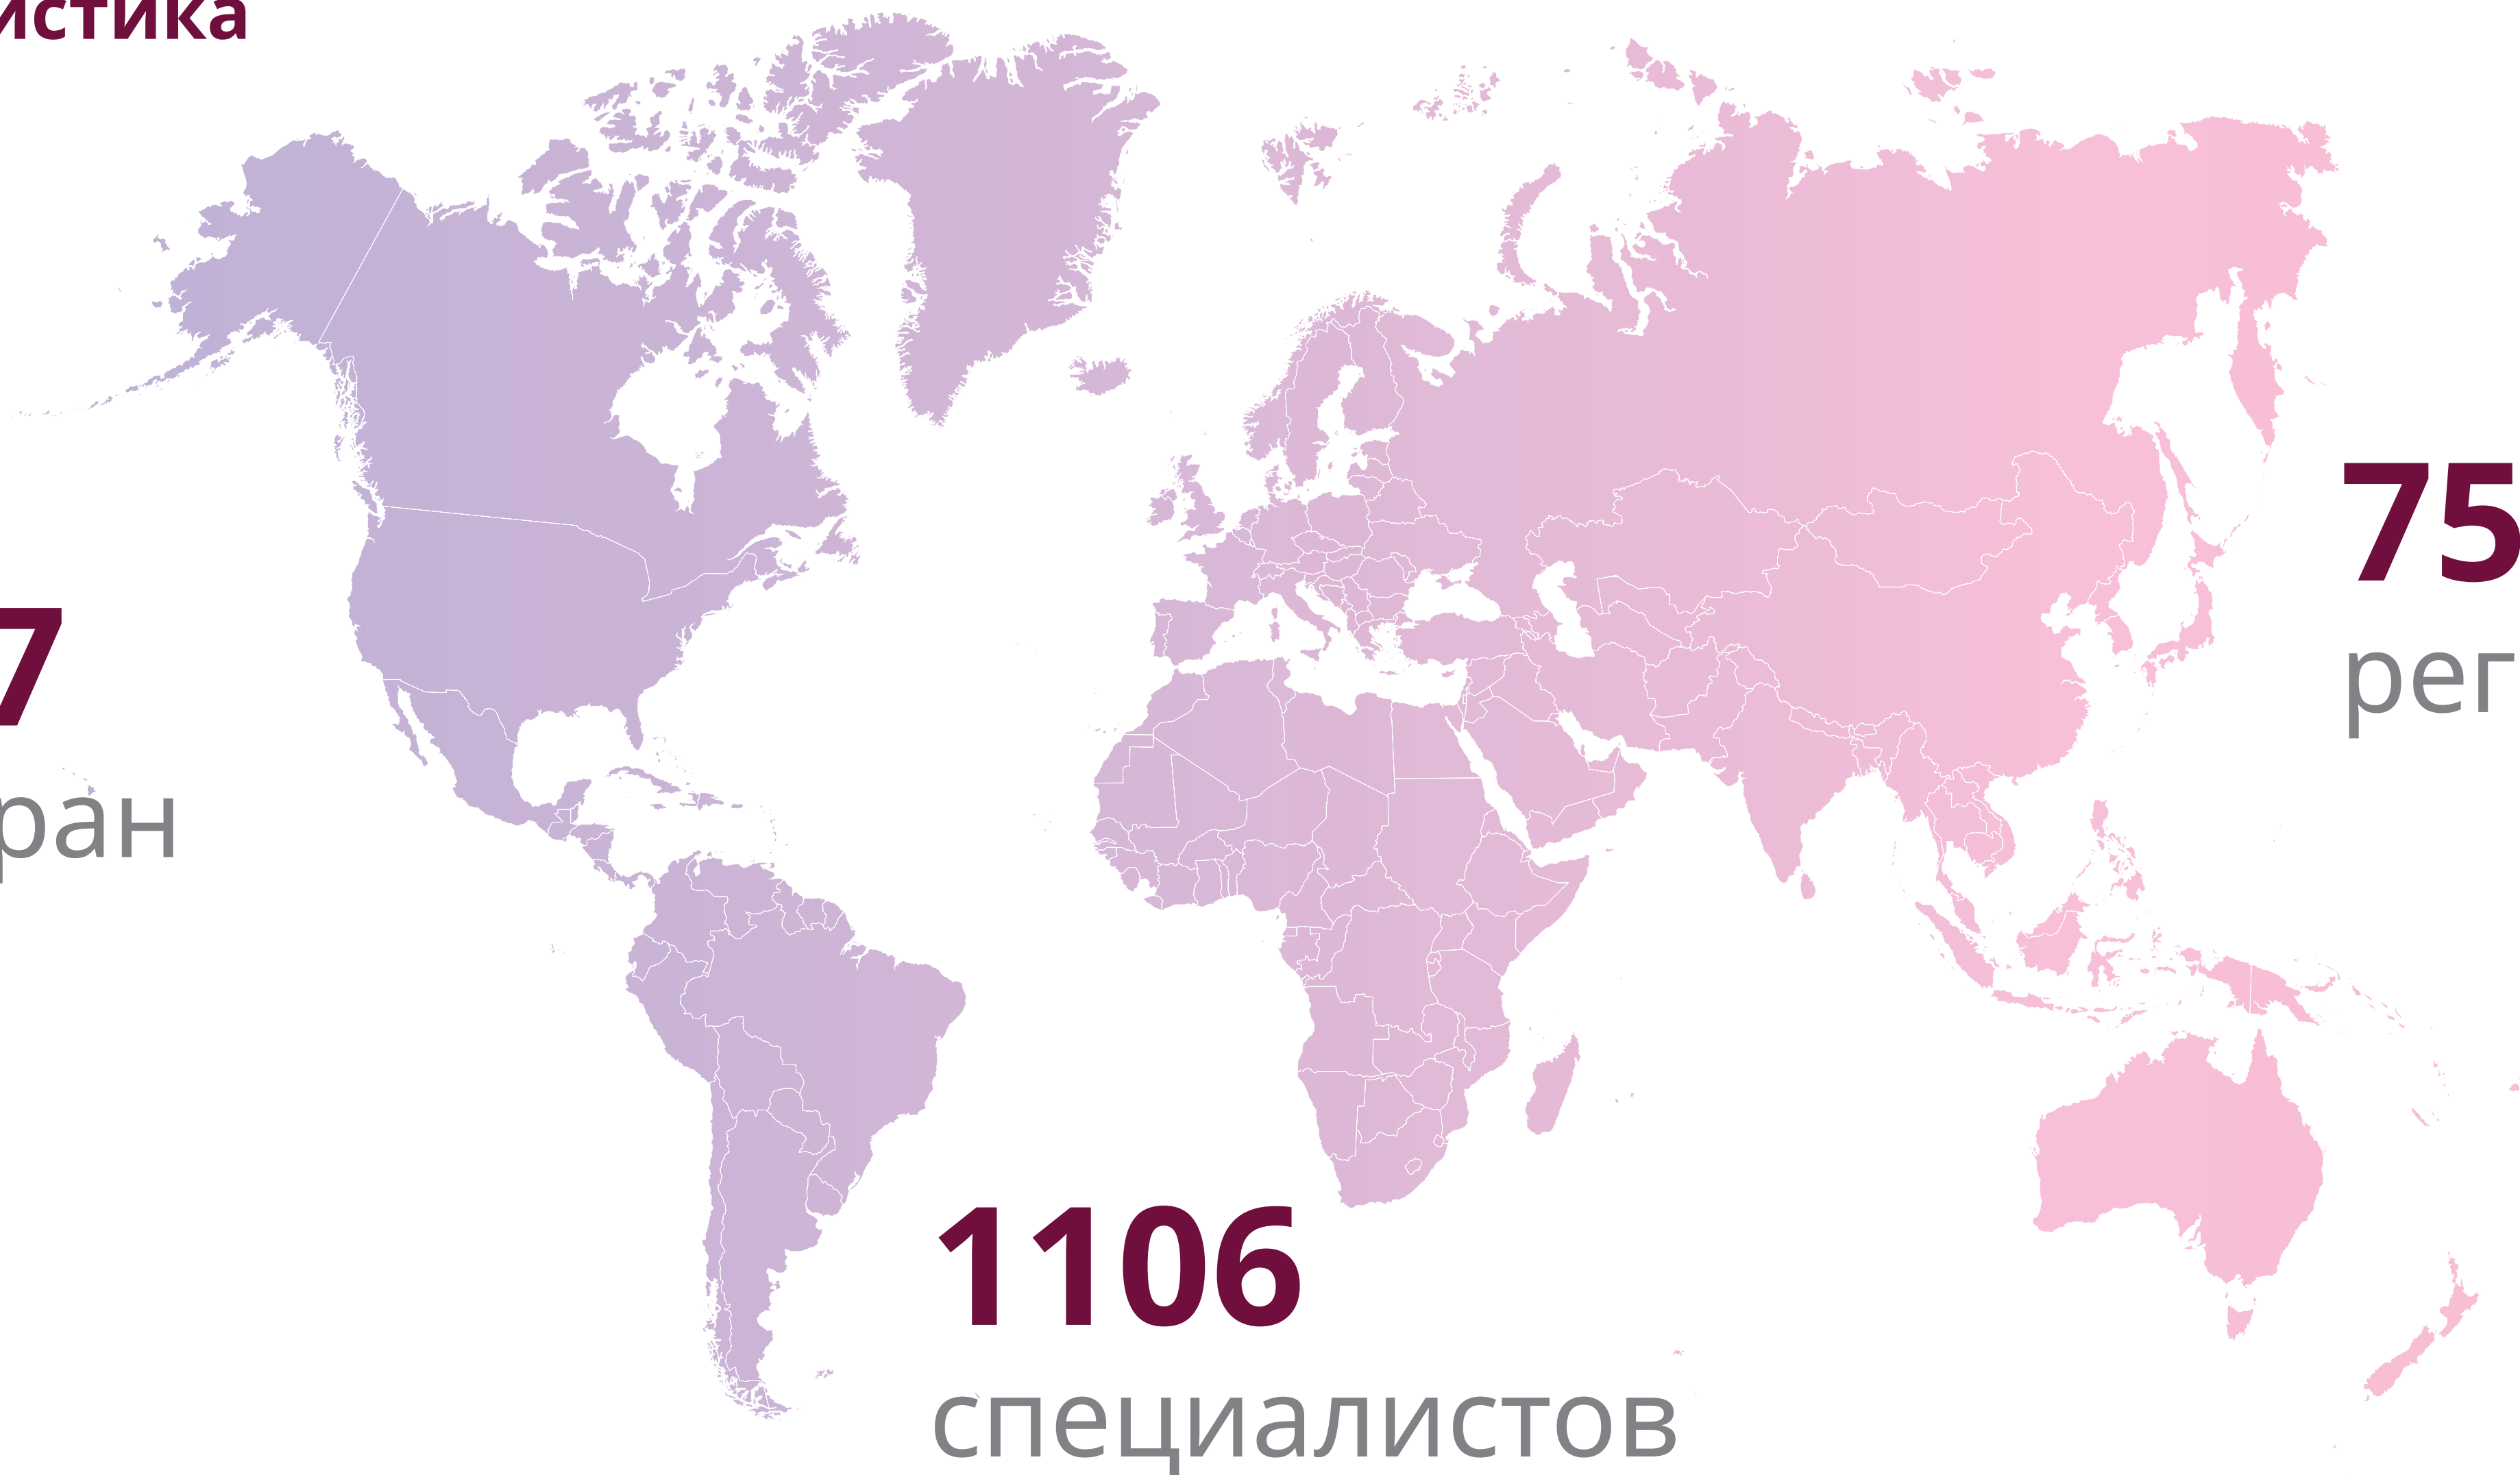 истика
75
рег
7
ран
1106
специалистов